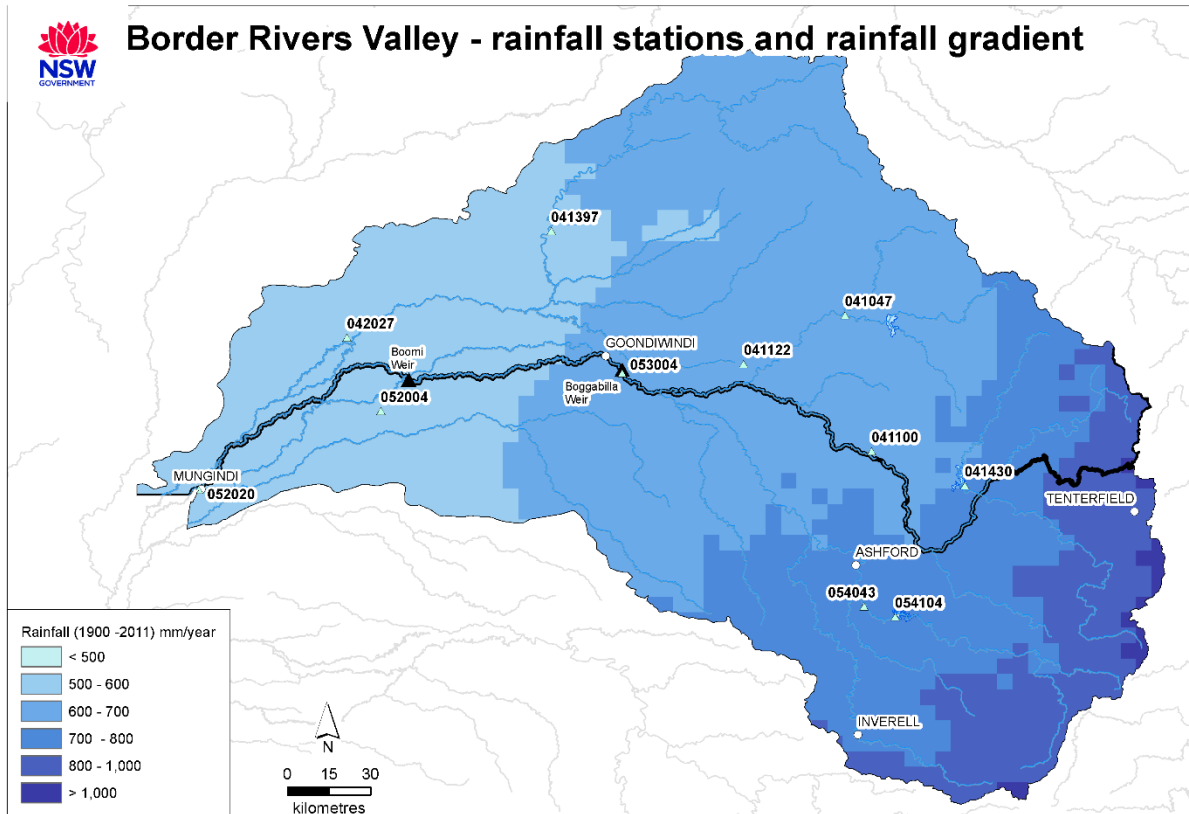 Border Rivers Valley - rainfall stations and rainfall gradient
NSW
GOVERNMENT
041397
041047
042027
GOONDIWINDI
Boomi
Weir
053004
041122
Boggabilla
Weir
052004
041100
MUNGINDI
052020
041430
TENTERFIELD
ASHFORD
054043
054104
INVERELL
Rainfall (1900 -2011) mm/year
< 500
500 - 600
600 - 700
700 - 800
800 - 1,000
> 1,000
N
0 15 30
kilometres